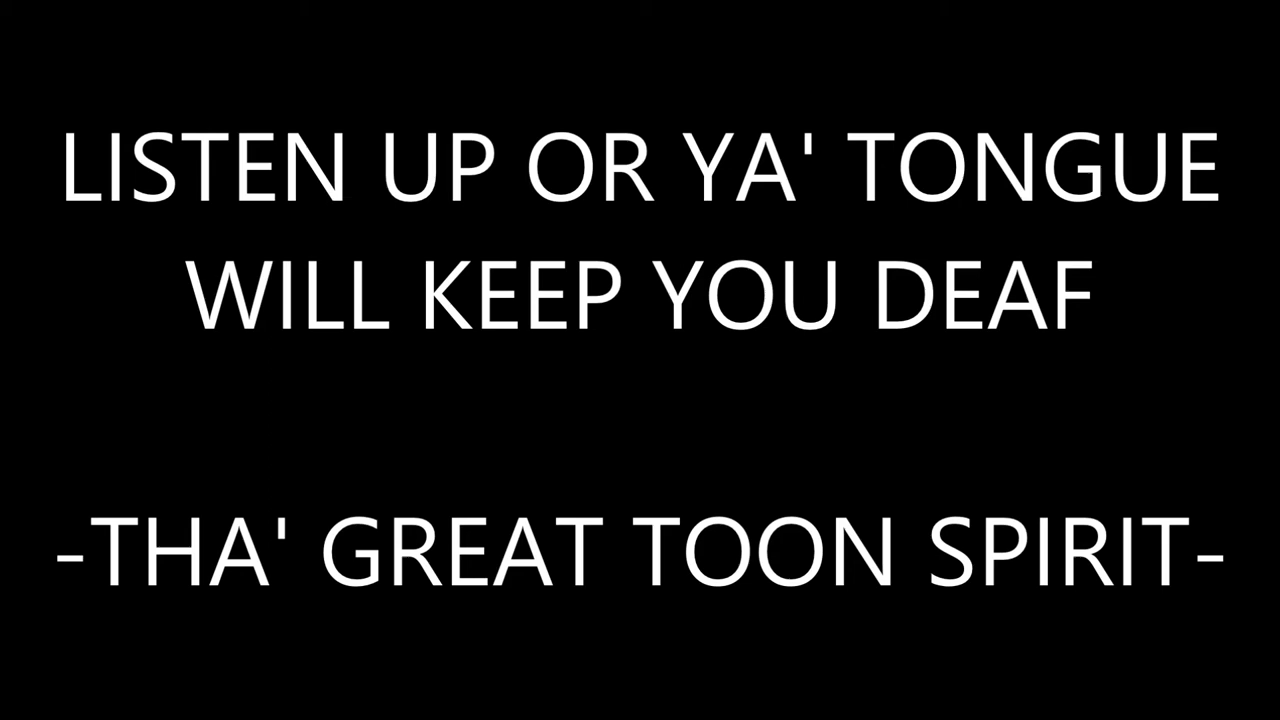 LISTEN UP OR YA' TONGUE
WILL KEEP YOU DEAF
-THA' GREAT TOON SPIRIT-